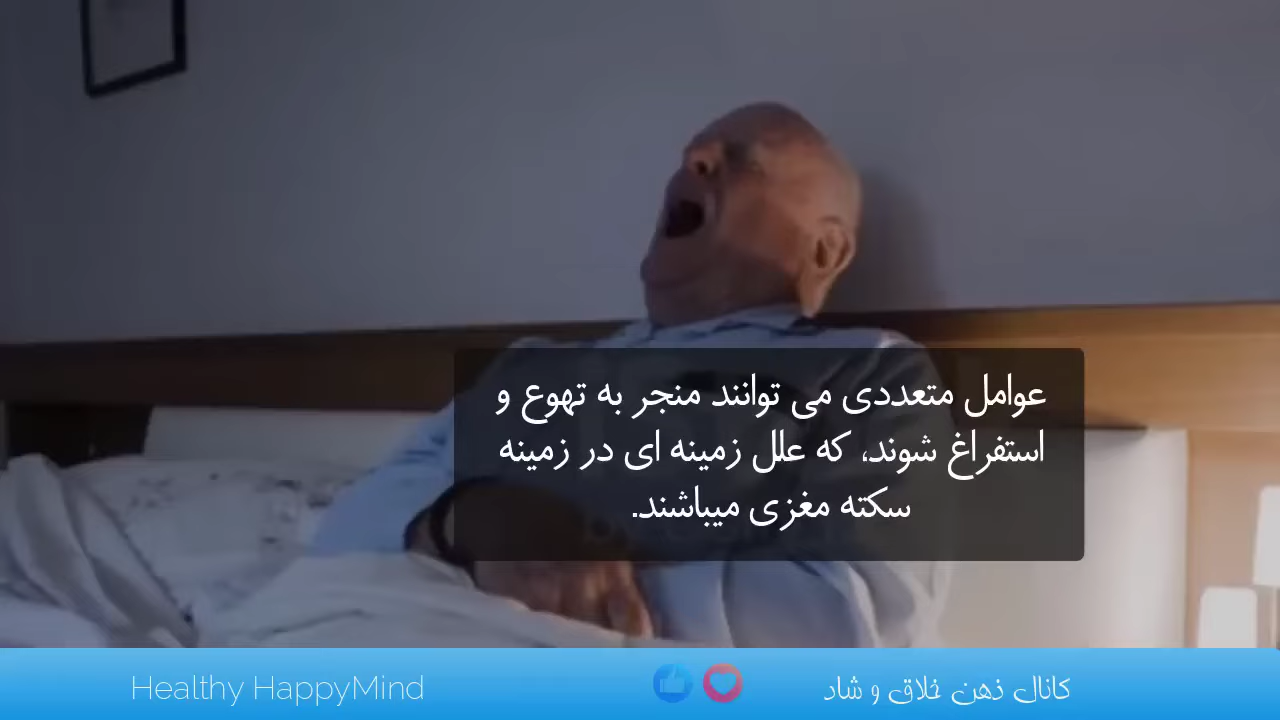 عوامل متعددی می توانند منجر به تهوع و
استفراغ شوند، که علل زمینه ای در زمینه
سکته مغزی میباشند.
Healthy HappyMind
کانال ذهن خلاق و شاد